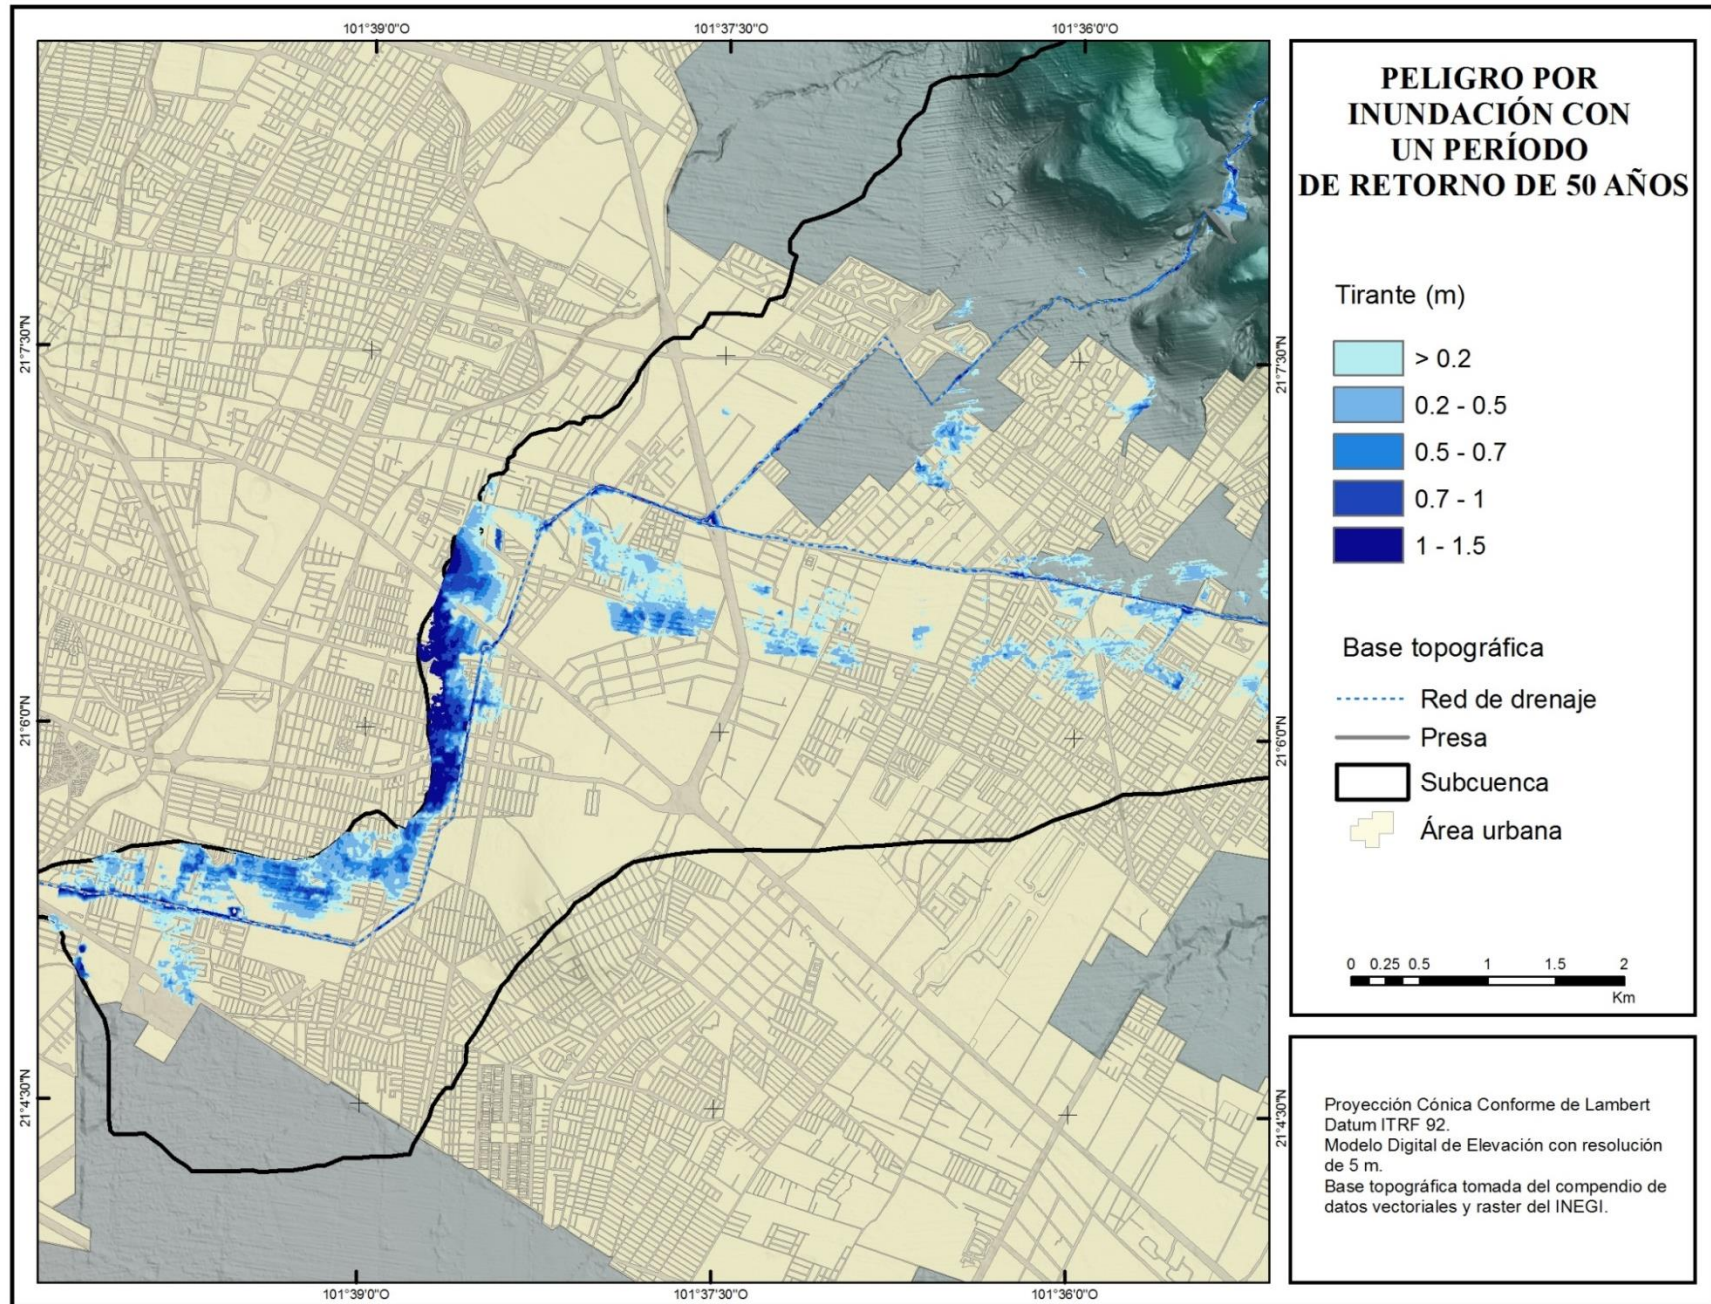 101°39'0"O
101°37'30"O
101°36'0"O
21°7'30"N
21°6'0"N
21°4'30"N
21°7'30"N
21°6'0"N
21°4'30"N
101°39'0"O
101°37'30"O
101°36'0"O
PELIGRO POR
INUNDACIÓN CON
UN PERÍODO
DE RETORNO DE 50 AÑOS
Tirante (m)
> 0.2
0.2 - 0.5
0.5 - 0.7
0.7 - 1
1 - 1.5
Base topográfica
Red de drenaje
Presa
Subcuenca
Área urbana
0 0.25 0.5 1 1.5 2
Km
Proyección Cónica Conforme de Lambert
Datum ITRF 92.
Modelo Digital de Elevación con resolución
de 5 m.
Base topográfica tomada del compendio de
datos vectoriales y raster del INEGI.